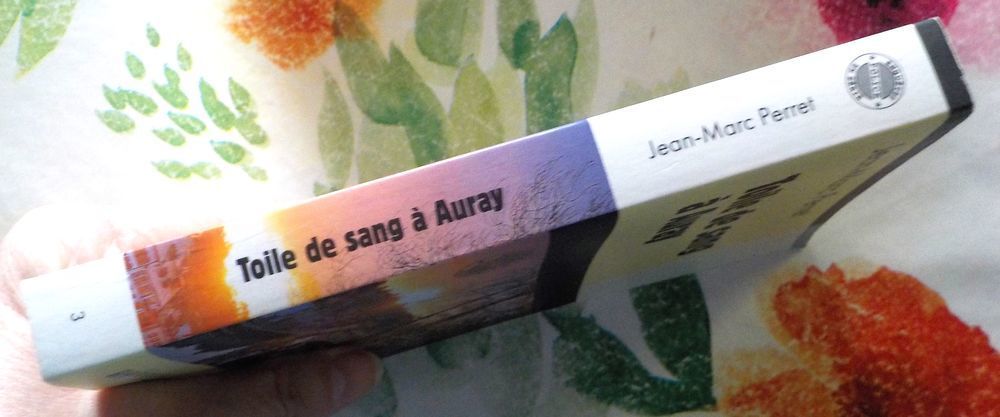 Toile de sang à Auray
Jean-Marc Perret
3